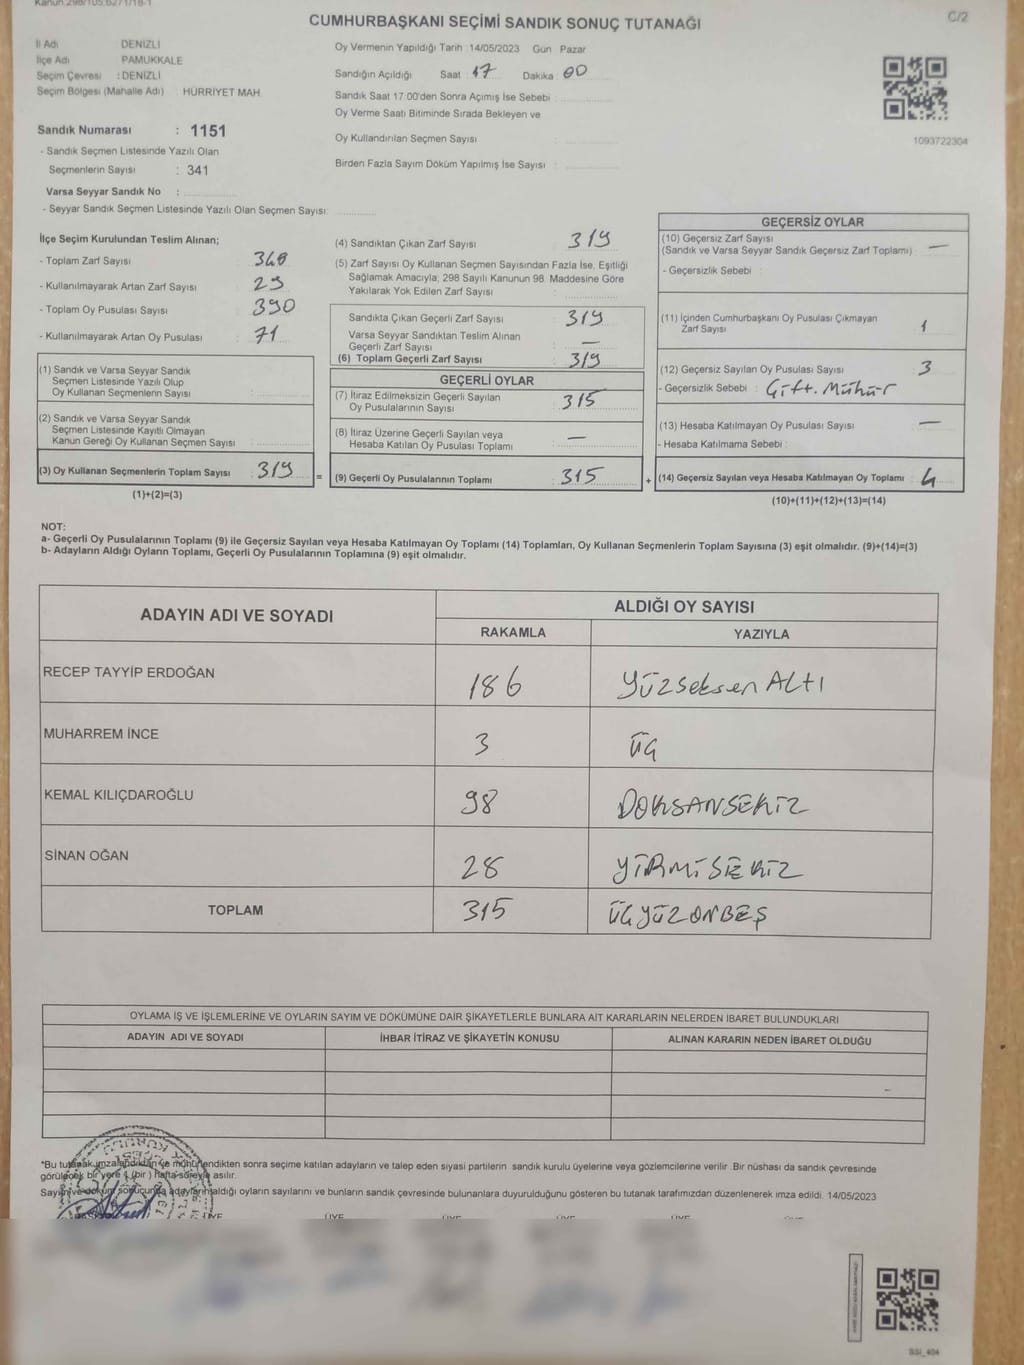 CUMHURBAŞKANI SEÇİMİ SANDIK SONUÇ TUTANAĞI
C/2
İl Adı DENİZLİ
İlçe Adı PAMUKKALE
Seçim Çevresi : DENİZLİ
Seçim Bölgesi (Mahalle Adı) HÜRRİYET MAH.
Sandık Numarası : 1151
- Sandık Seçmen Listesinde Yazılı Olan
Seçmenlerin Sayısı : 341
Varsa Seyyar Sandık No :
- Seyyar Sandık Seçmen Listesinde Yazılı Olan Seçmen Sayısı:
Oy Vermenin Yapıldığı Tarih : 14/05/2023 Gün Pazar
Sandığın Açıldığı Saat : 17 Dakika : 00
Sandık Saat 17:00'den Sonra Açımış İse Sebebi :
Oy Verme Saati Bitiminde Sırada Bekleyen ve
Oy Kullandırılan Seçmen Sayısı :
Birden Fazla Sayım Döküm Yapılmış İse Sayısı :
1093722304
İlçe Seçim Kurulundan Teslim Alınan;
- Toplam Zarf Sayısı : 348
- Kullanılmayarak Artan Zarf Sayısı : 29
- Toplam Oy Pusulası Sayısı : 390
- Kullanılmayarak Artan Oy Pusulası : 71
(1) Sandık ve Varsa Seyyar Sandık
Seçmen Listesinde Yazılı Olup
Oy Kullanan Seçmenlerin Sayısı :
(2) Sandık ve Varsa Seyyar Sandık
Seçmen Listesinde Kayıtlı Olmayan
Kanun Gereği Oy Kullanan Seçmen Sayısı :
(3) Oy Kullanan Seçmenlerin Toplam Sayısı : 319 =
(1)+(2)=(3)
(4) Sandıktan Çıkan Zarf Sayısı : 319
(5) Zarf Sayısı Oy Kullanan Seçmen Sayısından Fazla İse, Eşitliği
Sağlamak Amacıyla; 298 Sayılı Kanunun 98. Maddesine Göre
Yakılarak Yok Edilen Zarf Sayısı :
Sandıkta Çıkan Geçerli Zarf Sayısı : 319
Varsa Seyyar Sandıktan Teslim Alınan
Geçerli Zarf Sayısı : —
(6) Toplam Geçerli Zarf Sayısı : 319
GEÇERLİ OYLAR
(7) İtiraz Edilmeksizin Geçerli Sayılan
Oy Pusulalarının Sayısı : 315
(8) İtiraz Üzerine Geçerli Sayılan veya
Hesaba Katılan Oy Pusulası Toplamı : —
(9) Geçerli Oy Pusulalarının Toplamı : 315 +
GEÇERSİZ OYLAR
(10) Geçersiz Zarf Sayısı
(Sandık ve Varsa Seyyar Sandık Geçersiz Zarf Toplamı) : —
- Geçersizlik Sebebi :
(11) İçinden Cumhurbaşkanı Oy Pusulası Çıkmayan
Zarf Sayısı : 1
(12) Geçersiz Sayılan Oy Pusulası Sayısı : 3
- Geçersizlik Sebebi : Çift. Mühür
(13) Hesaba Katılmayan Oy Pusulası Sayısı : —
- Hesaba Katılmama Sebebi :
(14) Geçersiz Sayılan veya Hesaba Katılmayan Oy Toplamı : 4
(10)+(11)+(12)+(13)=(14)
NOT:
a- Geçerli Oy Pusulalarının Toplamı (9) ile Geçersiz Sayılan veya Hesaba Katılmayan Oy Toplamı (14) Toplamları, Oy Kullanan Seçmenlerin Toplam Sayısına (3) eşit olmalıdır. (9)+(14)=(3)
b- Adayların Aldığı Oyların Toplamı, Geçerli Oy Pusulalarının Toplamına (9) eşit olmalıdır.
ADAYIN ADI VE SOYADI
ALDIĞI OY SAYISI
RAKAMLA YAZIYLA
RECEP TAYYİP ERDOĞAN 186 Yüzseksen ALTI
MUHARREM İNCE 3 ÜÇ
KEMAL KILIÇDAROĞLU 98 DOKSANSEKİZ
SİNAN OĞAN 28 YİRMİSEKİZ
TOPLAM 315 ÜÇYÜZONBEŞ
OYLAMA İŞ VE İŞLEMLERİNE VE OYLARIN SAYIM VE DÖKÜMÜNE DAİR ŞİKAYETLERLE BUNLARA AİT KARARLARIN NELERDEN İBARET BULUNDUKLARI
ADAYIN ADI VE SOYADI İHBAR İTİRAZ VE ŞİKAYETİN KONUSU ALINAN KARARIN NEDEN İBARET OLDUĞU
*Bu tutanak imzalandıktan ve mühürlendikten sonra seçime katılan adayların ve talep eden siyasi partilerin sandık kurulu üyelerine veya gözlemcilerine verilir. Bir nüshası da sandık çevresinde
görülecek bir yere 1 (bir) hafta süreyle asılır.
Sayım ve döküm sonucunda adayların aldığı oyların sayılarını ve bunların sandık çevresinde bulunanlara duyurulduğunu gösteren bu tutanak tarafımızdan düzenlenerek imza edildi. 14/05/2023
ÜYE ÜYE ÜYE ÜYE ÜYE ÜYE